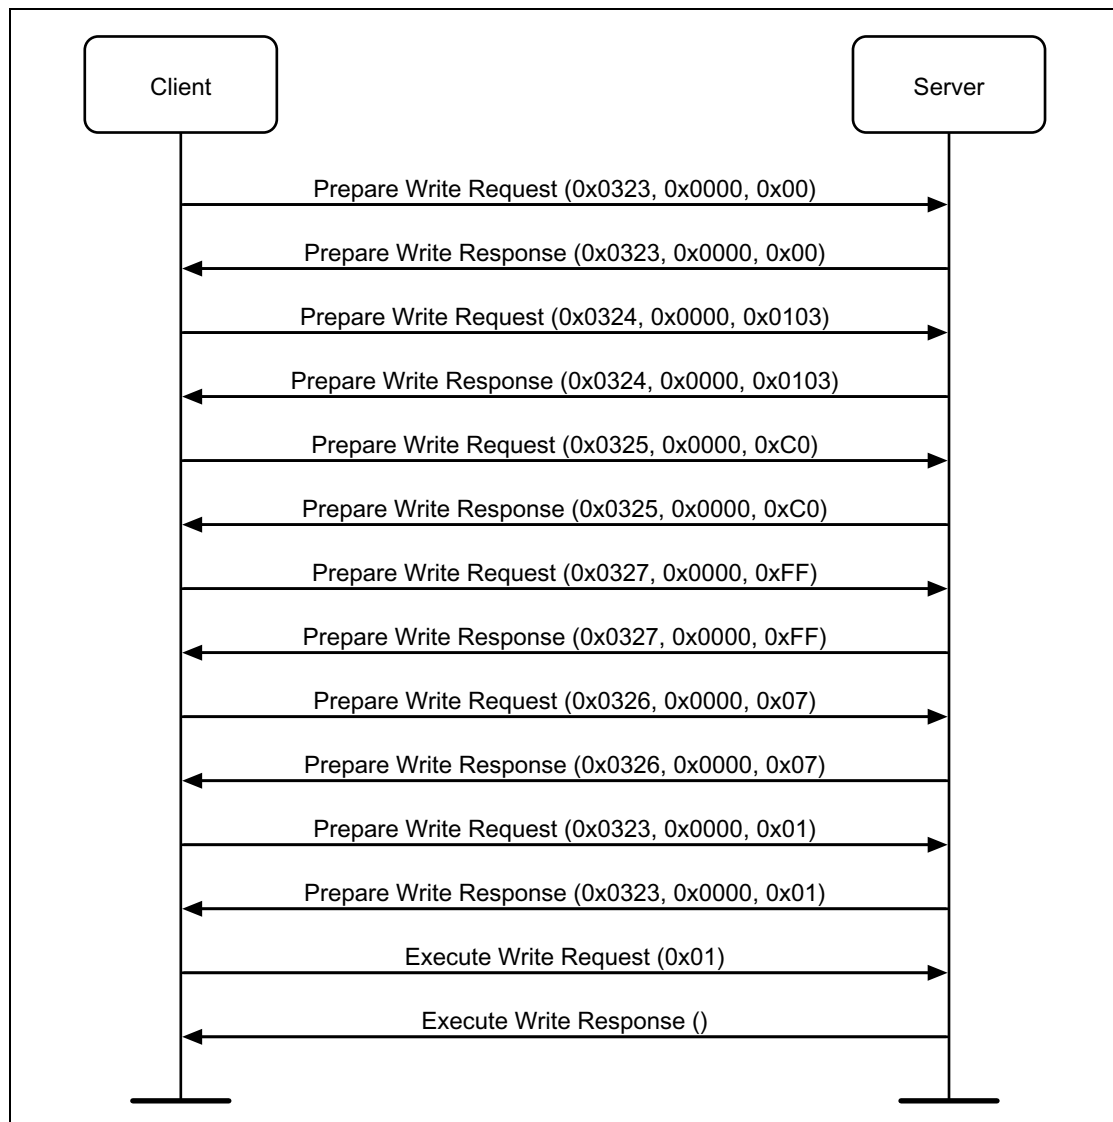 Client
Server
Prepare Write Request (0x0323, 0x0000, 0x00)
Prepare Write Response (0x0323, 0x0000, 0x00)
Prepare Write Request (0x0324, 0x0000, 0x0103)
Prepare Write Response (0x0324, 0x0000, 0x0103)
Prepare Write Request (0x0325, 0x0000, 0xC0)
Prepare Write Response (0x0325, 0x0000, 0xC0)
Prepare Write Request (0x0327, 0x0000, 0xFF)
Prepare Write Response (0x0327, 0x0000, 0xFF)
Prepare Write Request (0x0326, 0x0000, 0x07)
Prepare Write Response (0x0326, 0x0000, 0x07)
Prepare Write Request (0x0323, 0x0000, 0x01)
Prepare Write Response (0x0323, 0x0000, 0x01)
Execute Write Request (0x01)
Execute Write Response ()